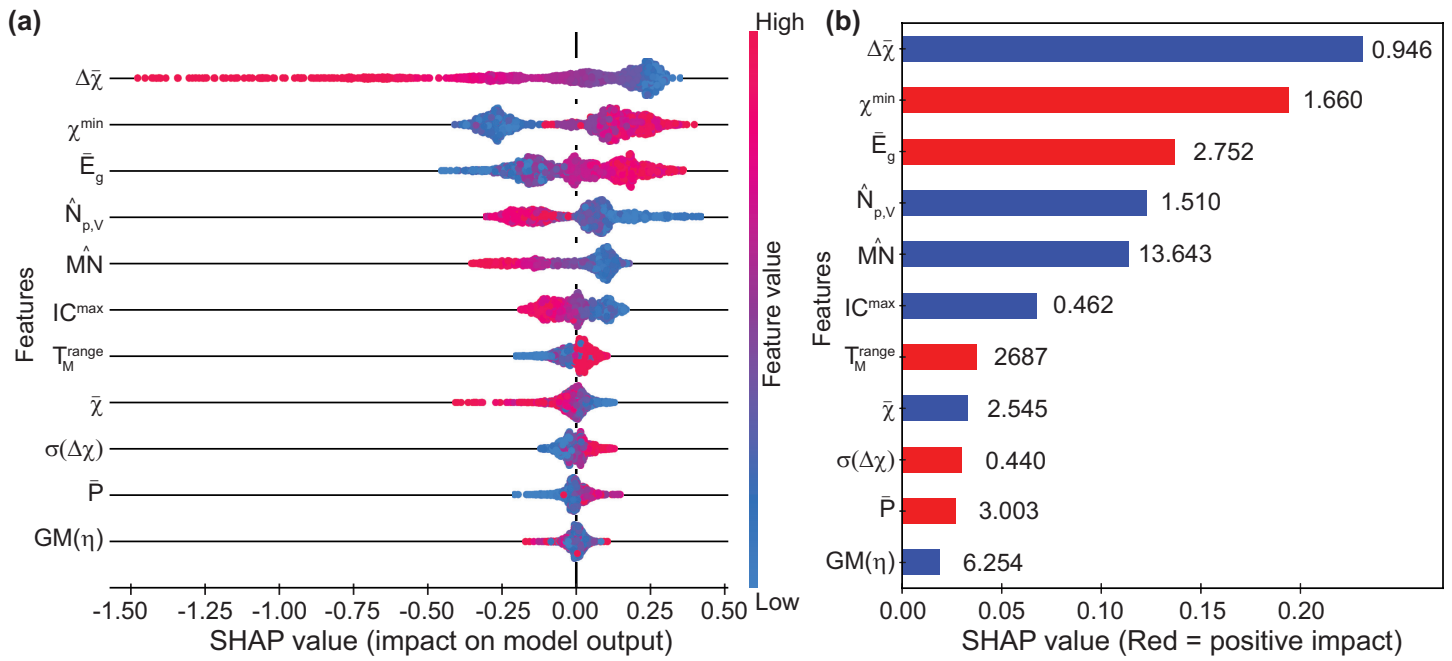 (a)
High
Δχ̄
χ^min
Ē_g
N̂_p,V
MN̂
IC^max
T_M^range
χ̄
σ(Δχ)
P̄
GM(η)
Features
Feature value
Low
-1.50 -1.25 -1.00 -0.75 -0.50 -0.25 0.00 0.25 0.50
SHAP value (impact on model output)
(b)
Δχ̄ 0.946
χ^min 1.660
Ē_g 2.752
N̂_p,V 1.510
MN̂ 13.643
IC^max 0.462
T_M^range 2687
χ̄ 2.545
σ(Δχ) 0.440
P̄ 3.003
GM(η) 6.254
Features
0.00 0.05 0.10 0.15 0.20
SHAP value (Red = positive impact)